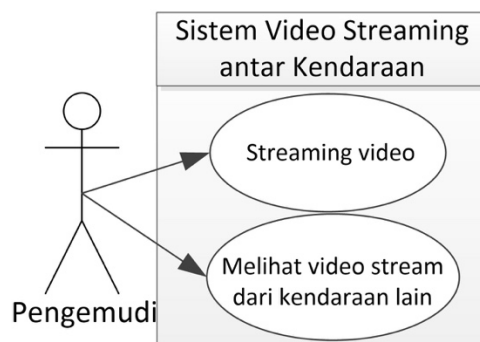 Sistem Video Streaming
antar Kendaraan
Streaming video
Melihat video stream
dari kendaraan lain
Pengemudi